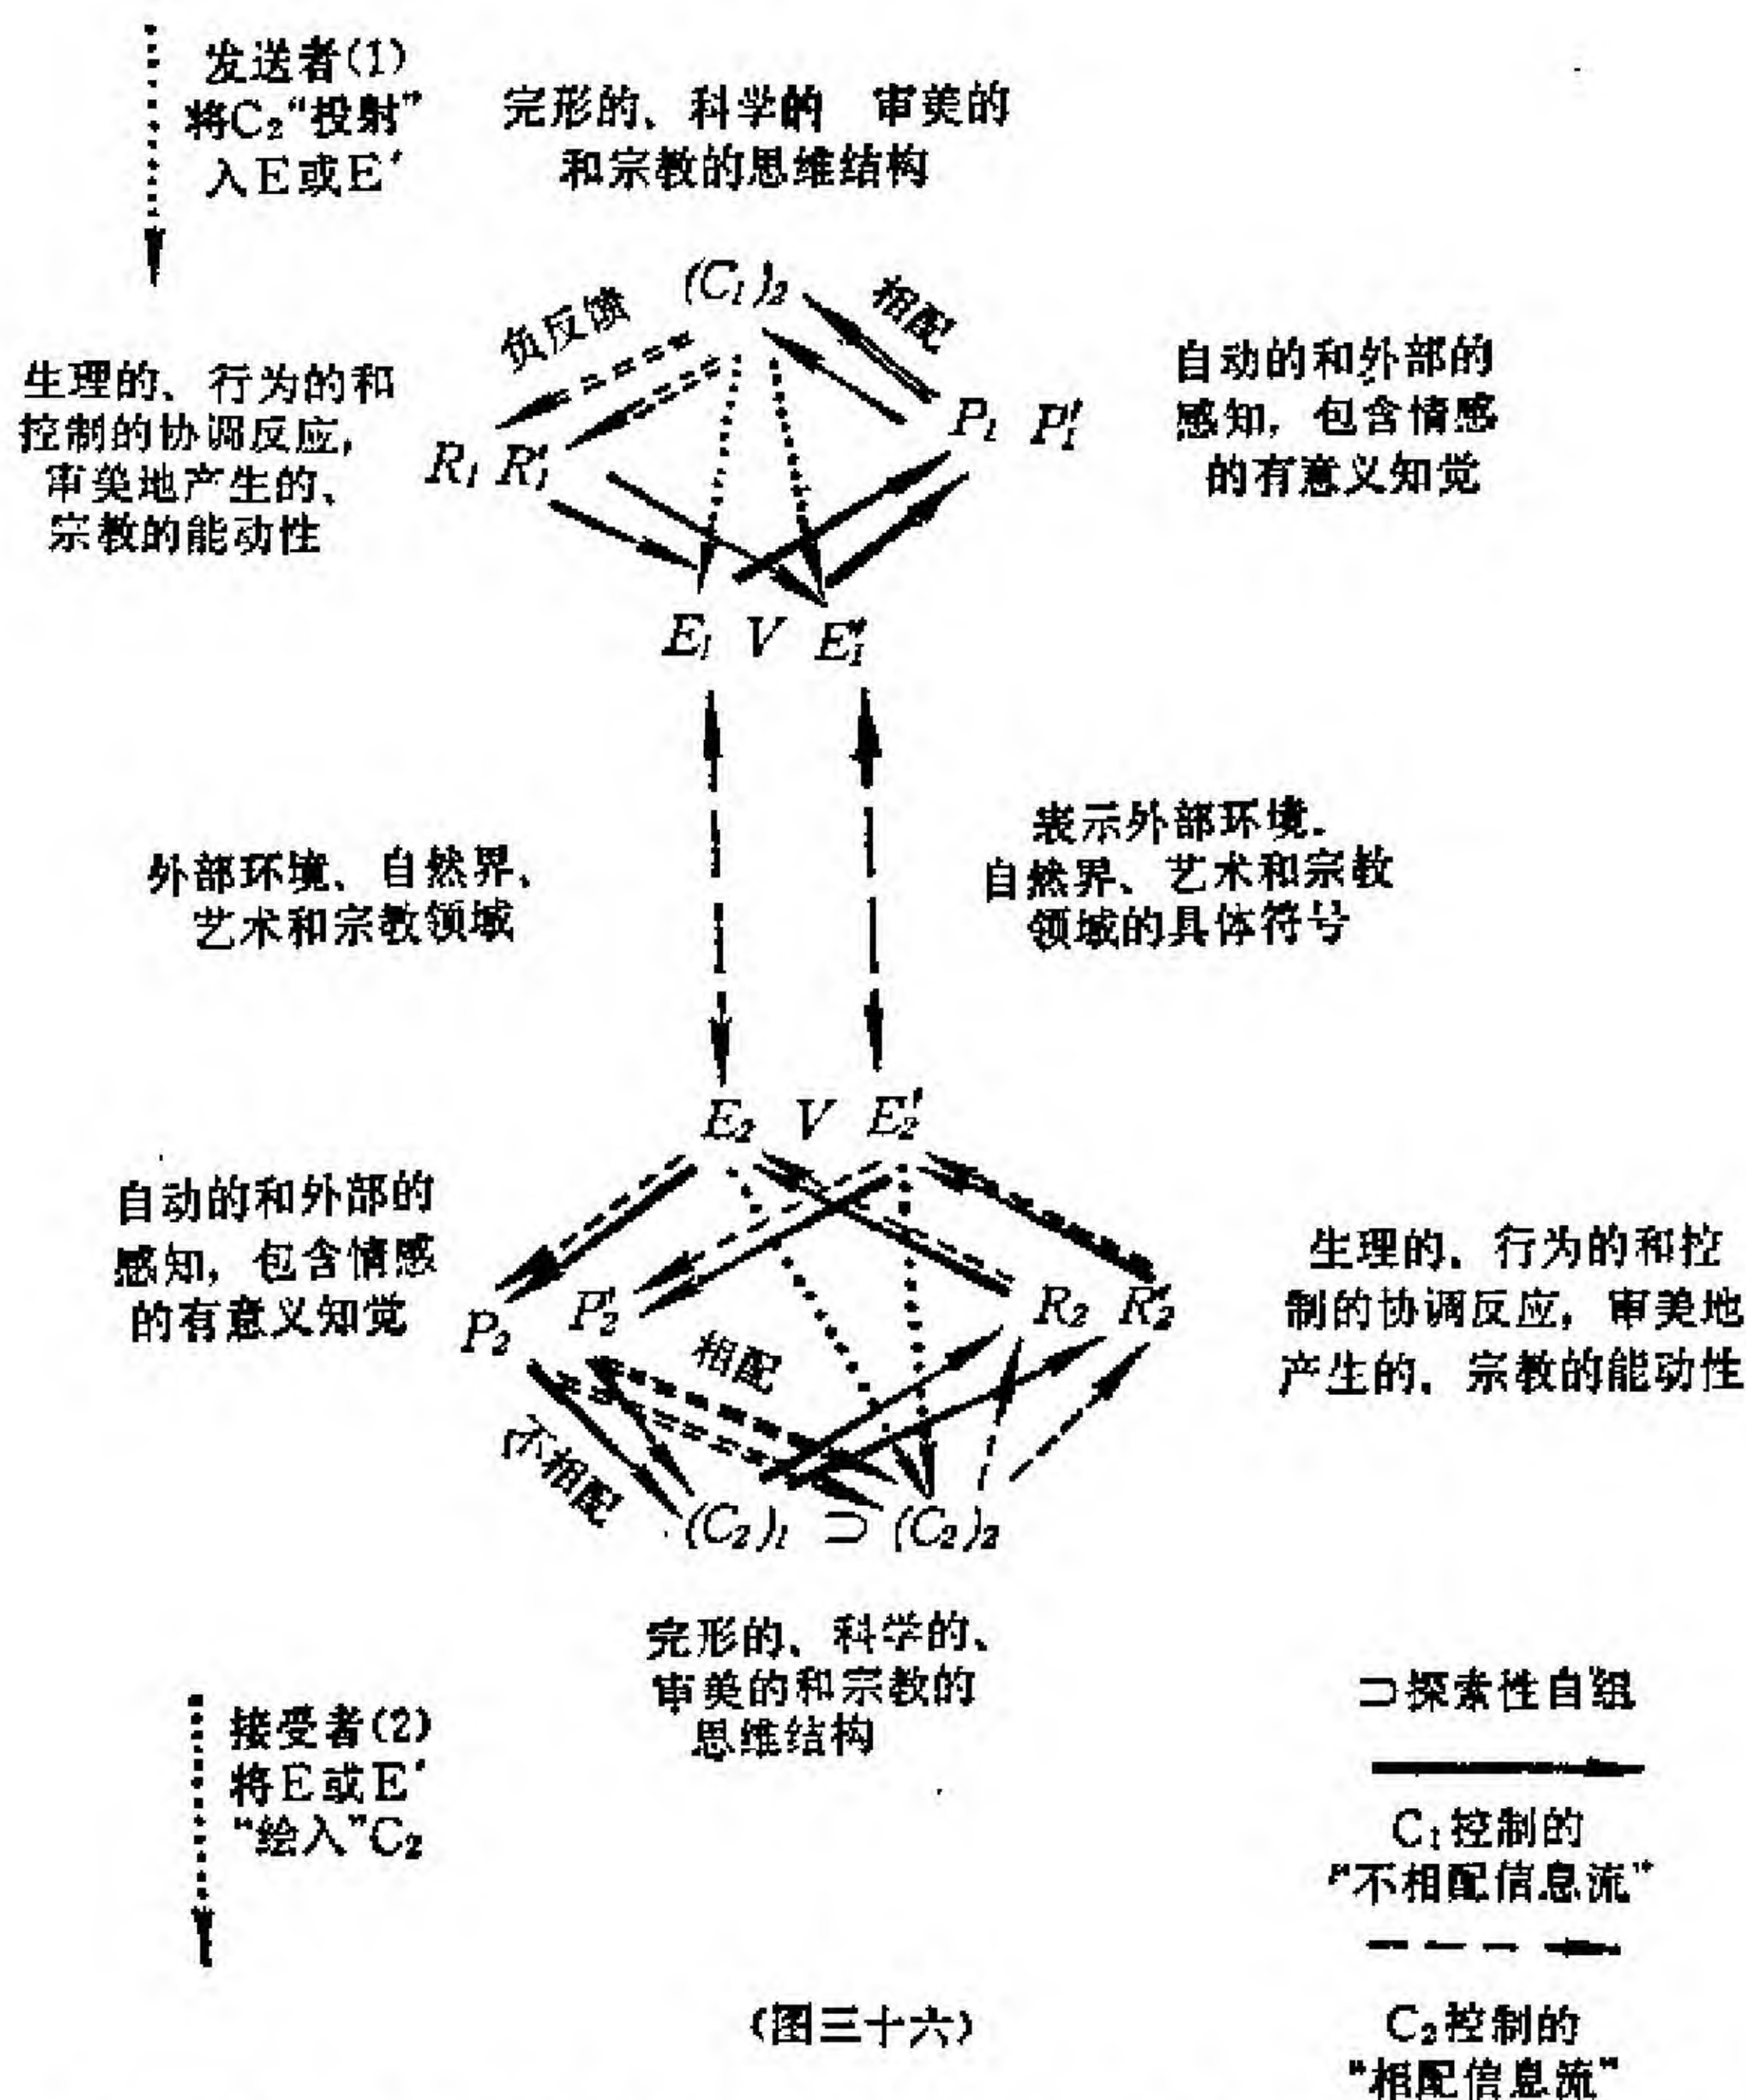 发送者(1)
将C₂“投射”
入E或E′
完形的、科学的 审美的
和宗教的思维结构
(C₁)₂
负反馈
相配
生理的、行为的和
控制的协调反应,
审美地产生的、
宗教的能动性
R₁ R′₁
P₁ P′₁
自动的和外部的
感知,包含情感
的有意义知觉
E₁ V E′₁
外部环境、自然界、
艺术和宗教领域
表示外部环境.
自然界、艺术和宗教
领域的具体符号
E₂ V E′₂
自动的和外部的
感知,包含情感
的有意义知觉
P₂ P′₂
R₂ R′₂
生理的,行为的和控
制的协调反应,审美地
产生的,宗教的能动性
相配
不相配
(C₂)₁ ⊃ (C₂)₂
完形的、科学的、
审美的和宗教的
思维结构
接受者(2)
将E或E′
“绘入”C₂
⊃探索性自组
C₁控制的
“不相配信息流”
C₂控制的
“相配信息流”
(图三十六)